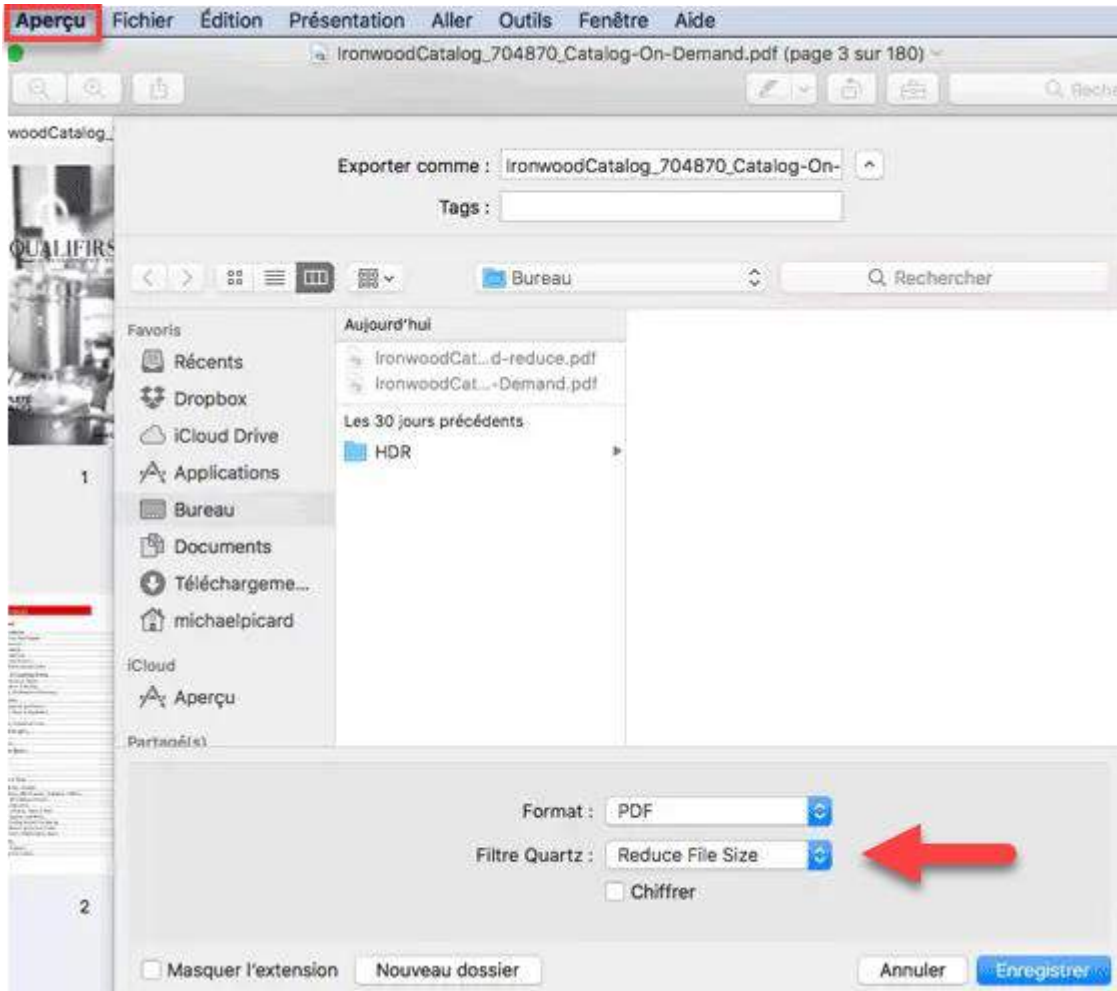 Aperçu Fichier Édition Présentation Aller Outils Fenêtre Aide
IronwoodCatalog_704870_Catalog-On-Demand.pdf (page 3 sur 180)
Reche
woodCatalog_
Exporter comme : IronwoodCatalog_704870_Catalog-On-
Tags :
QUALIFIRS
Bureau
Rechercher
Favoris
Récents
Dropbox
iCloud Drive
Applications
Bureau
Documents
Téléchargeme...
michaelpicard
iCloud
Aperçu
Partagé(s)
Aujourd'hui
IronwoodCat...d-reduce.pdf
IronwoodCat...-Demand.pdf
Les 30 jours précédents
HDR
1
2
Format : PDF
Filtre Quartz : Reduce File Size
Chiffrer
Masquer l'extension
Nouveau dossier
Annuler
Enregistrer